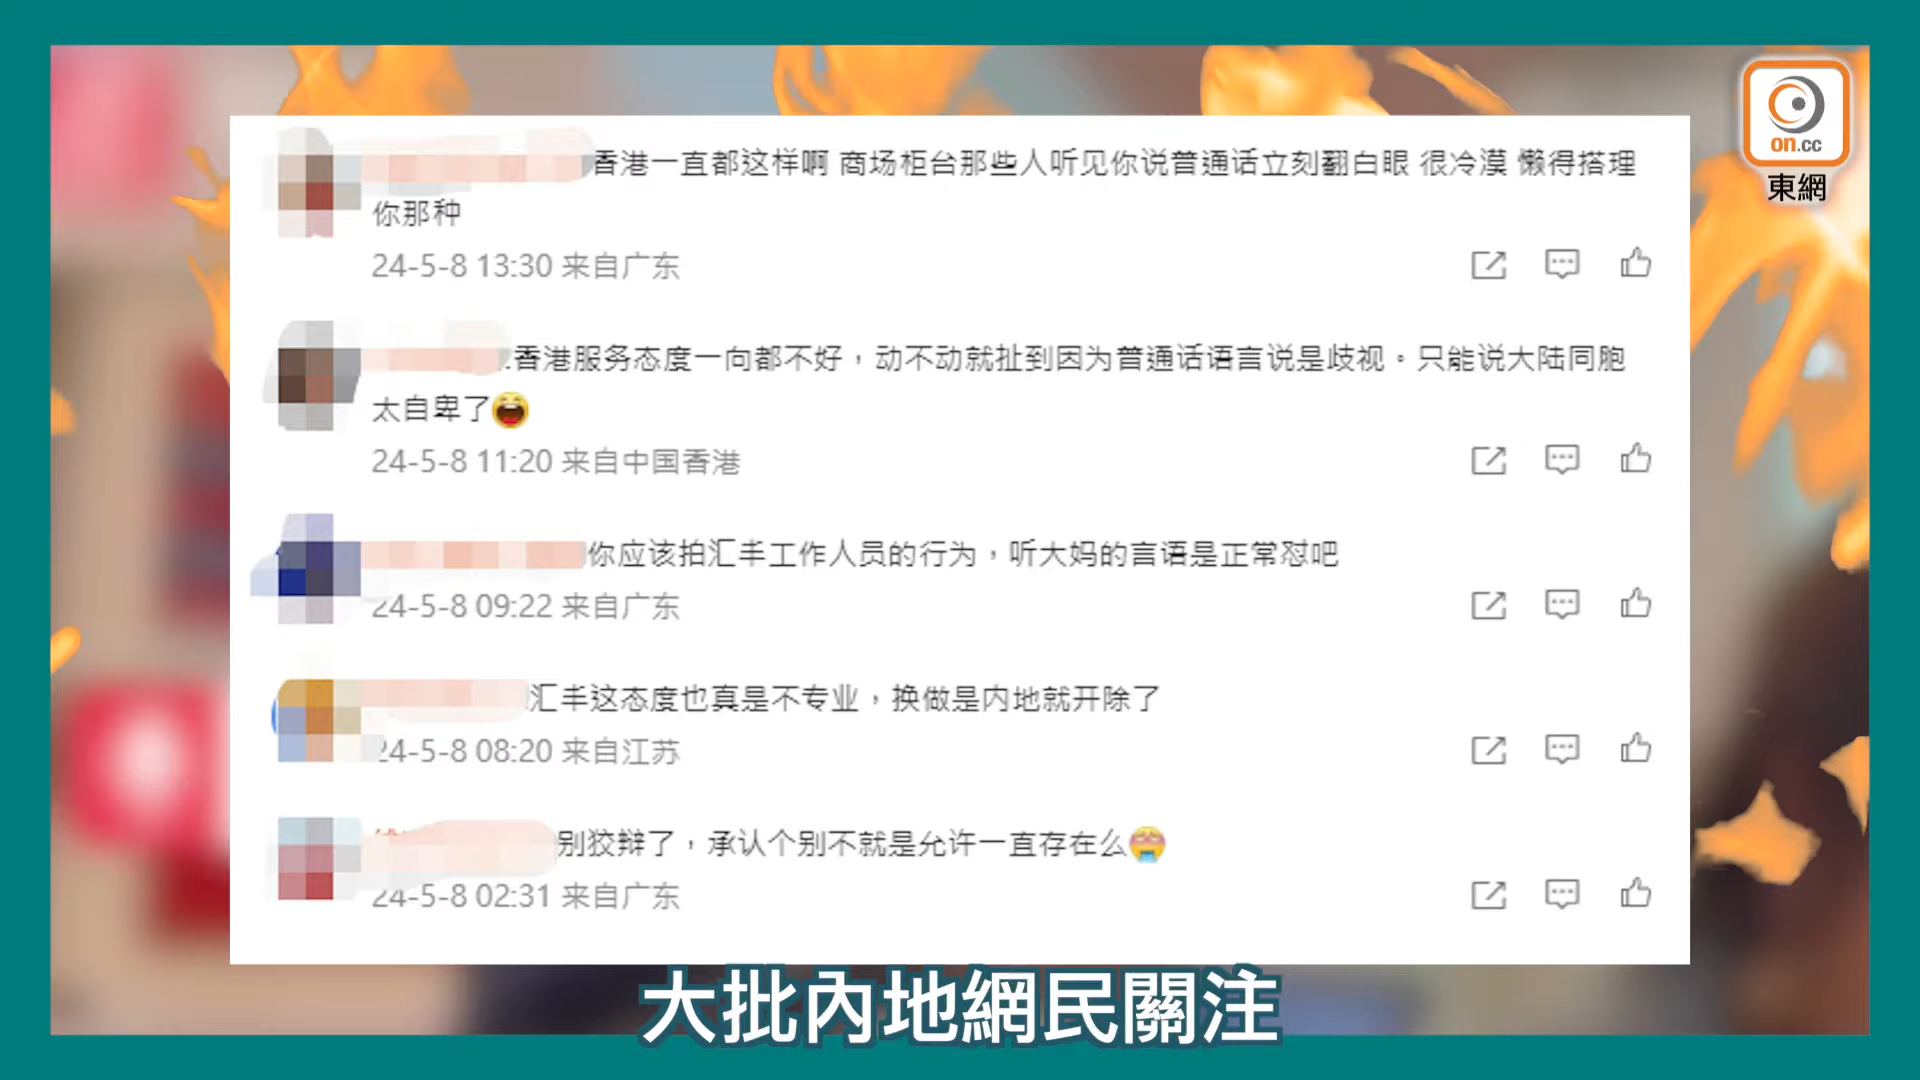 on.cc
東網
香港一直都这样啊 商场柜台那些人听见你说普通话立刻翻白眼 很冷漠 懒得搭理
你那种
24-5-8 13:30 来自广东
香港服务态度一向都不好，动不动就扯到因为普通话语言说是歧视。只能说大陆同胞
太自卑了
24-5-8 11:20 来自中国香港
你应该拍汇丰工作人员的行为，听大妈的言语是正常怼吧
24-5-8 09:22 来自广东
汇丰这态度也真是不专业，换做是内地就开除了
24-5-8 08:20 来自江苏
别狡辩了，承认个别不就是允许一直存在么
24-5-8 02:31 来自广东
大批內地網民關注